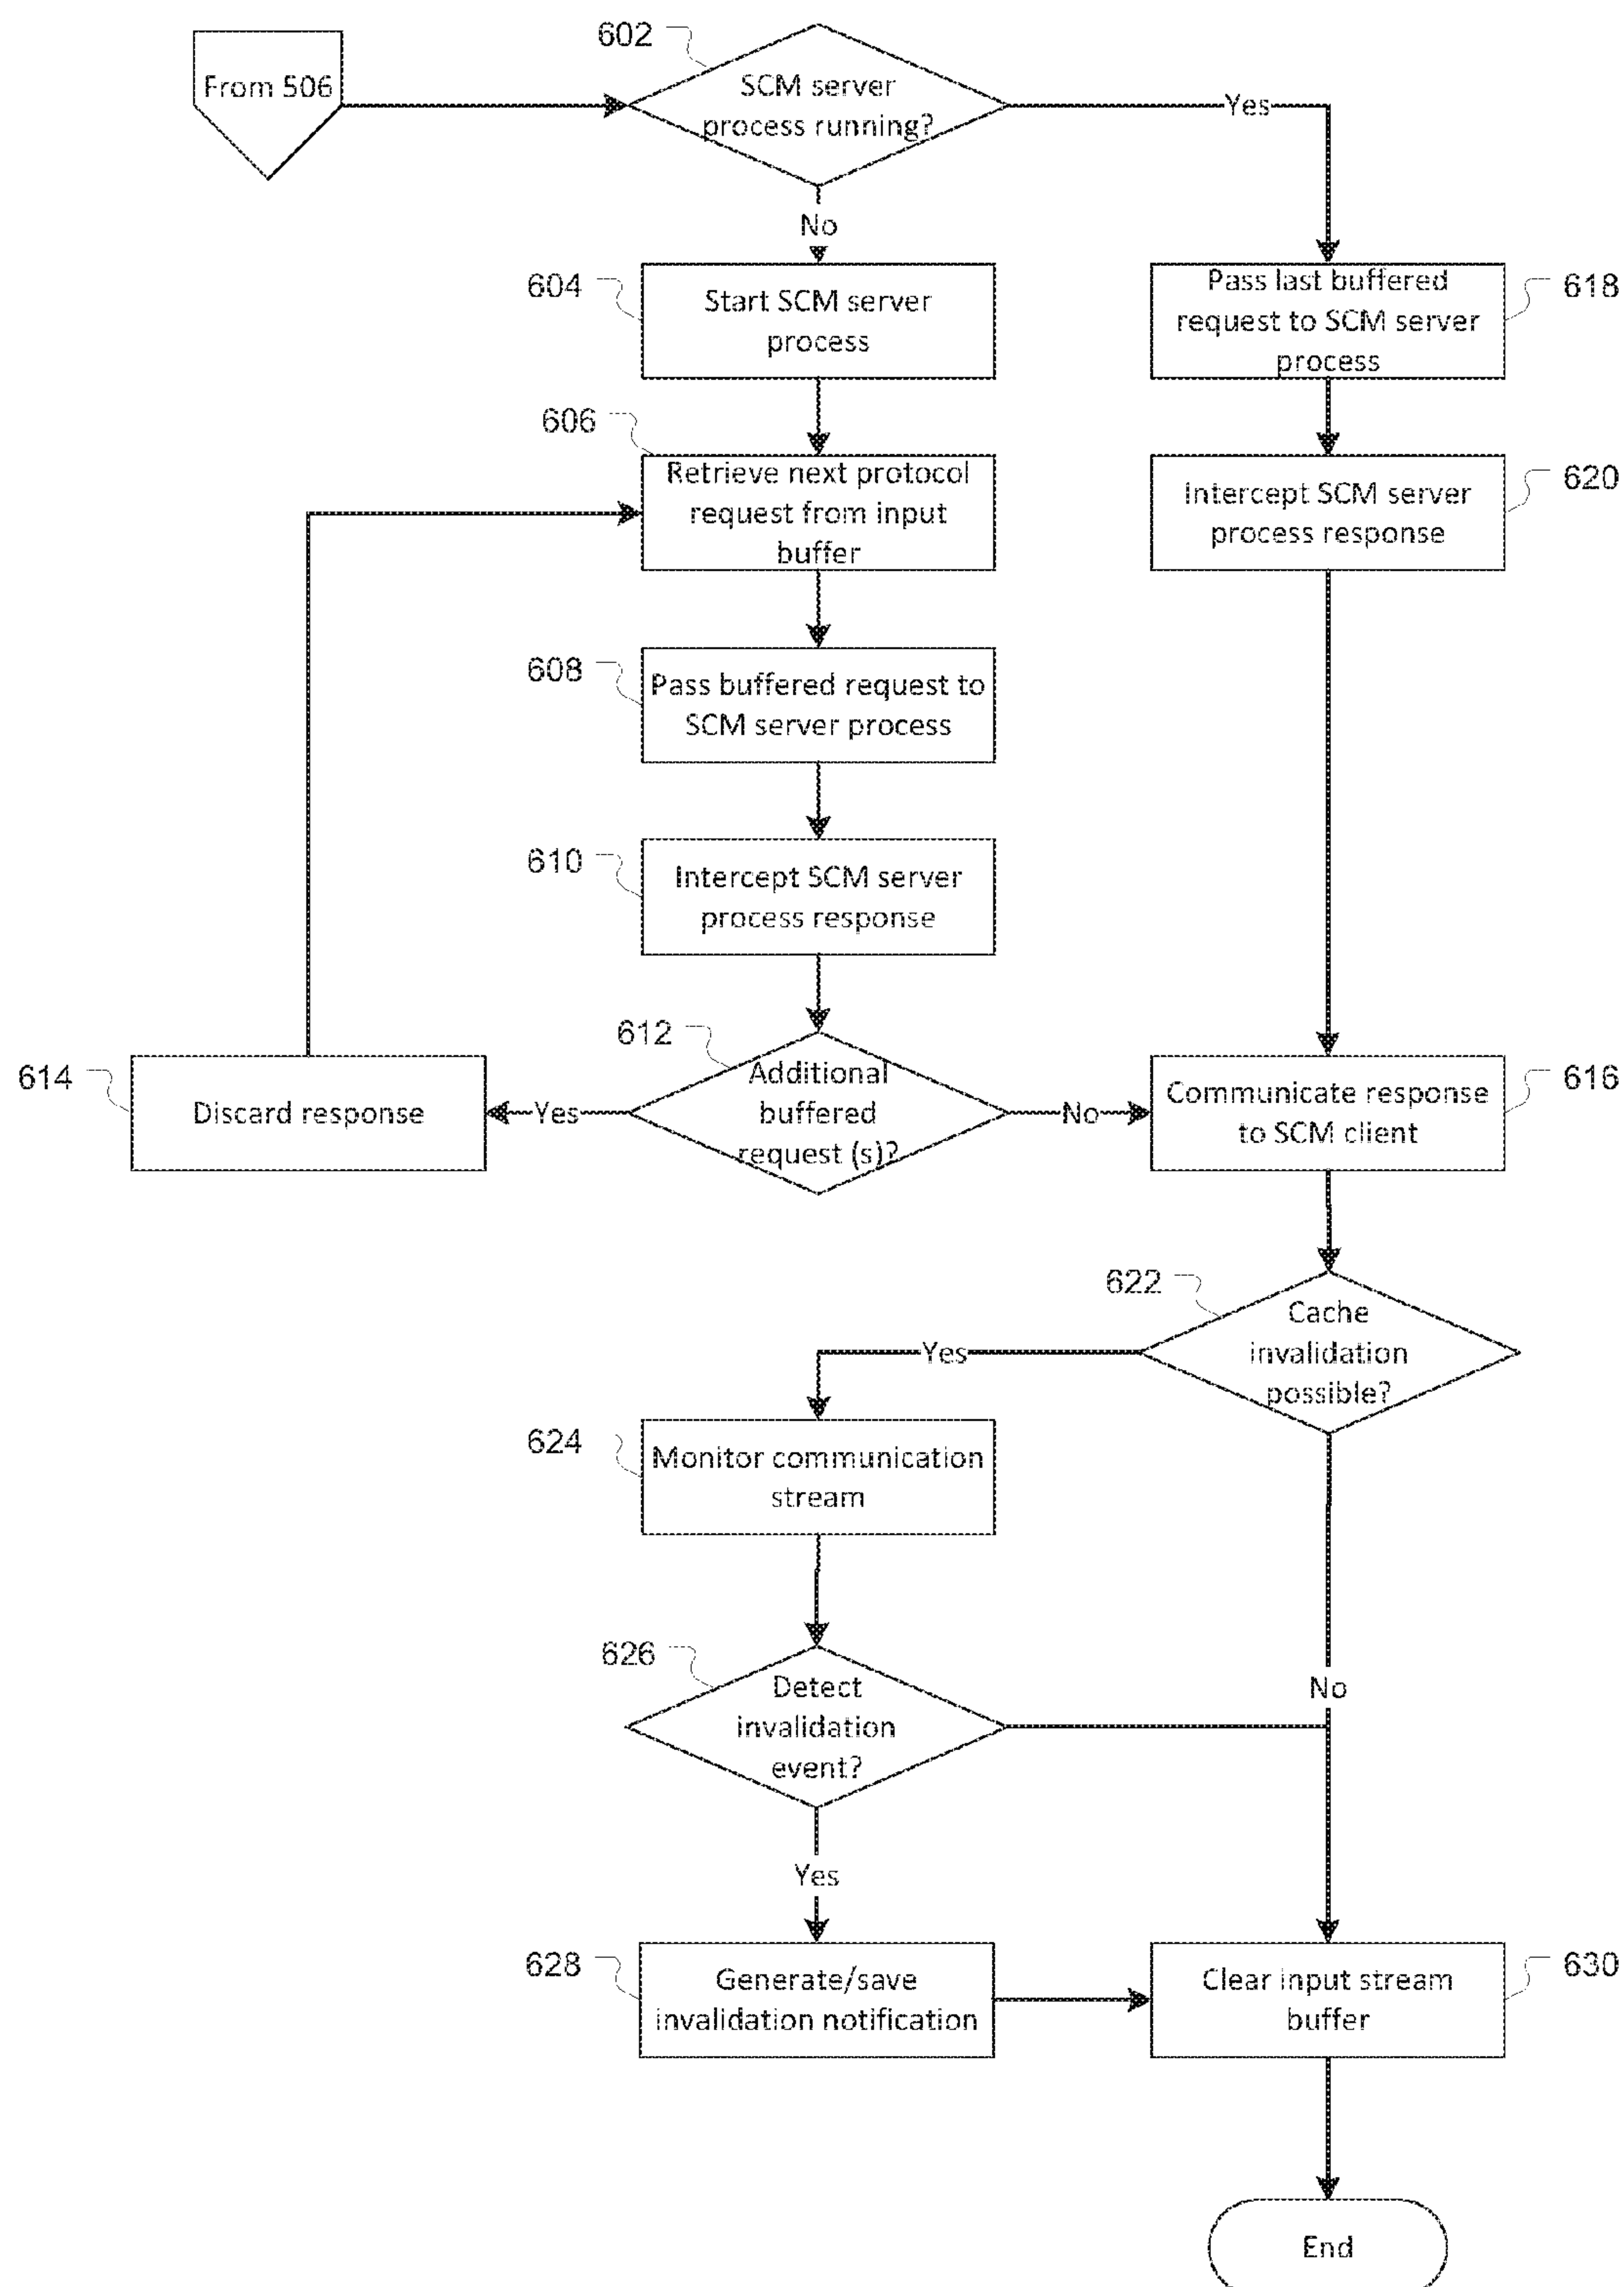 From 506
602
SCM server
process running?
Yes
No
604
Start SCM server
process
Pass last buffered
request to SCM server
process
618
606
Retrieve next protocol
request from input
buffer
Intercept SCM server
process response
620
608
Pass buffered request to
SCM server process
610
Intercept SCM server
process response
612
Additional
buffered
request (s)?
614
Discard response
Yes
No
Communicate response
to SCM client
616
622
Cache
invalidation
possible?
Yes
624
Monitor communication
stream
626
Detect
invalidation
event?
No
Yes
628
Generate/save
invalidation notification
Clear input stream
buffer
630
End